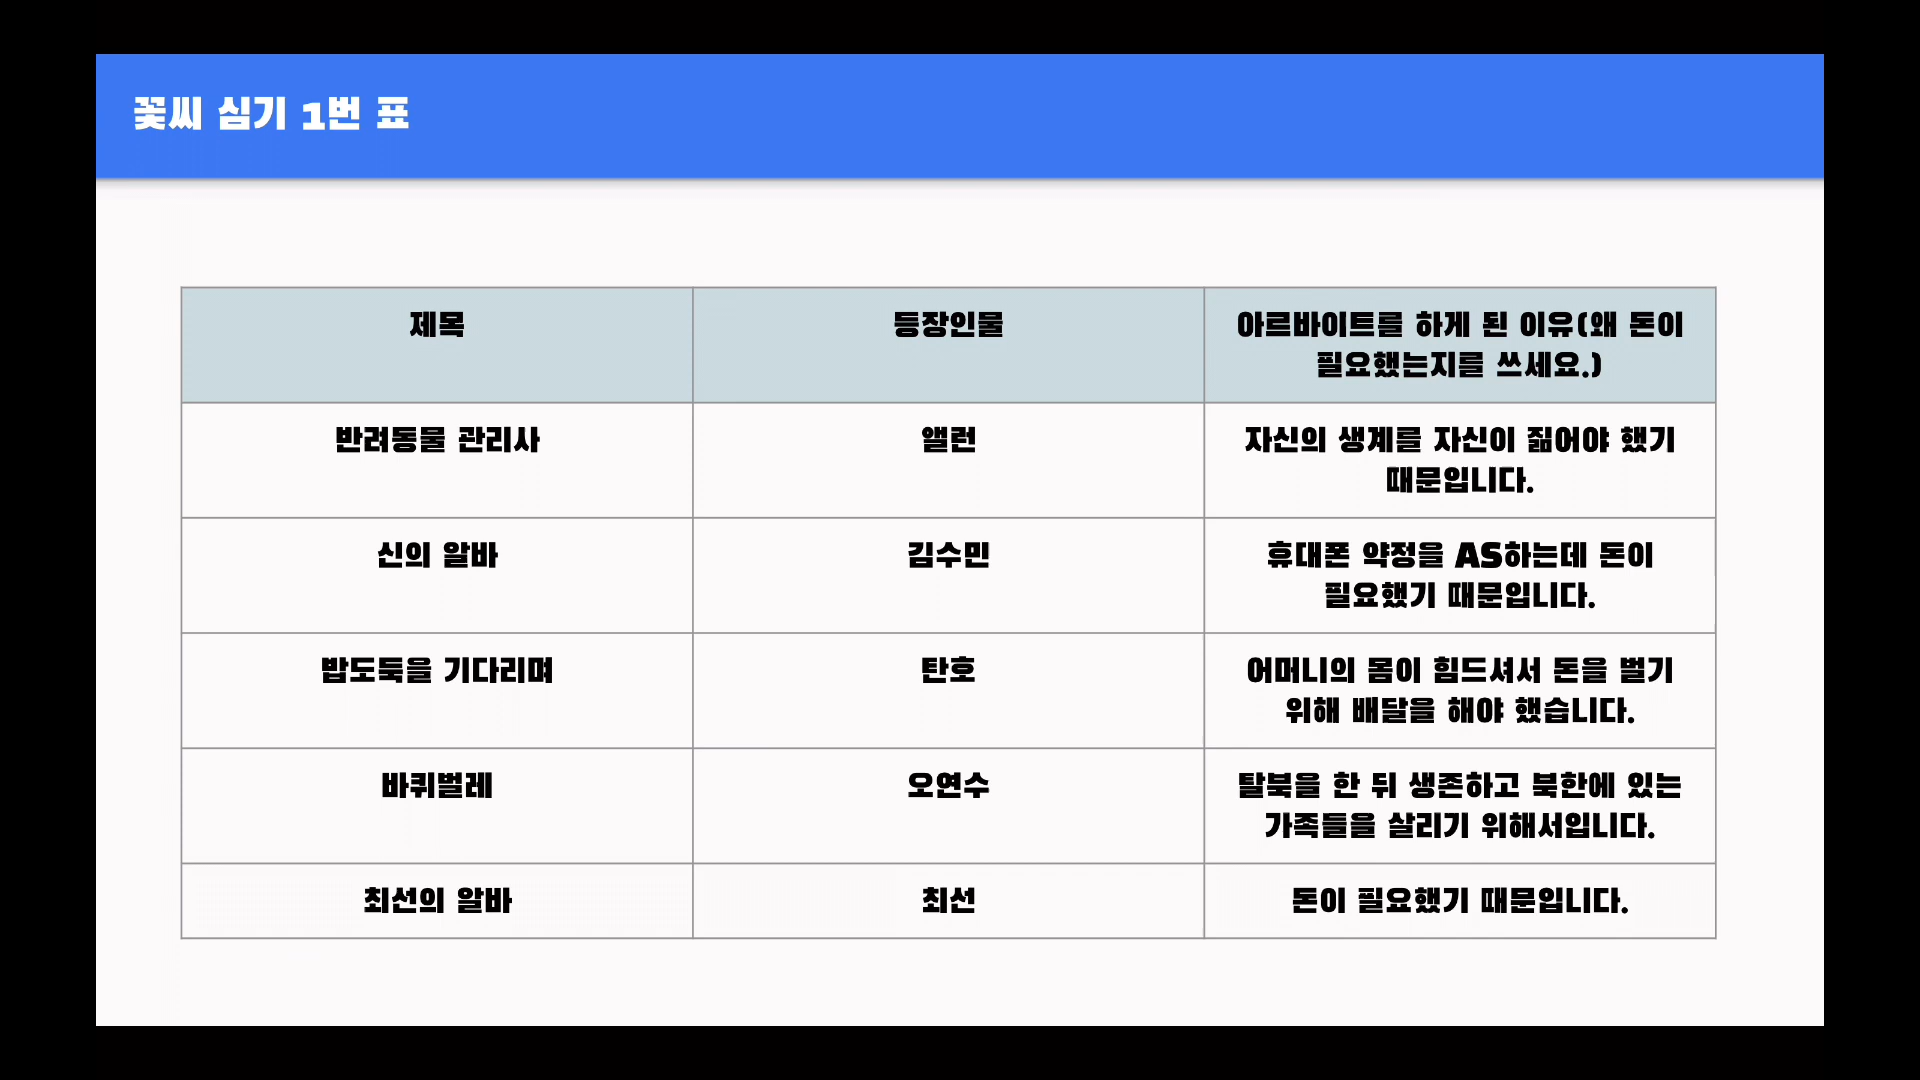 꽃씨 심기 1번 표
제목
등장인물
아르바이트를 하게 된 이유(왜 돈이
필요했는지를 쓰세요.)
반려동물 관리사
앨런
자신의 생계를 자신이 짊어야 했기
때문입니다.
신의 알바
김수민
휴대폰 약정을 AS하는데 돈이
필요했기 때문입니다.
밥도둑을 기다리며
탄호
어머니의 몸이 힘드셔서 돈을 벌기
위해 배달을 해야 했습니다.
바퀴벌레
오연수
탈북을 한 뒤 생존하고 북한에 있는
가족들을 살리기 위해서입니다.
최선의 알바
최선
돈이 필요했기 때문입니다.